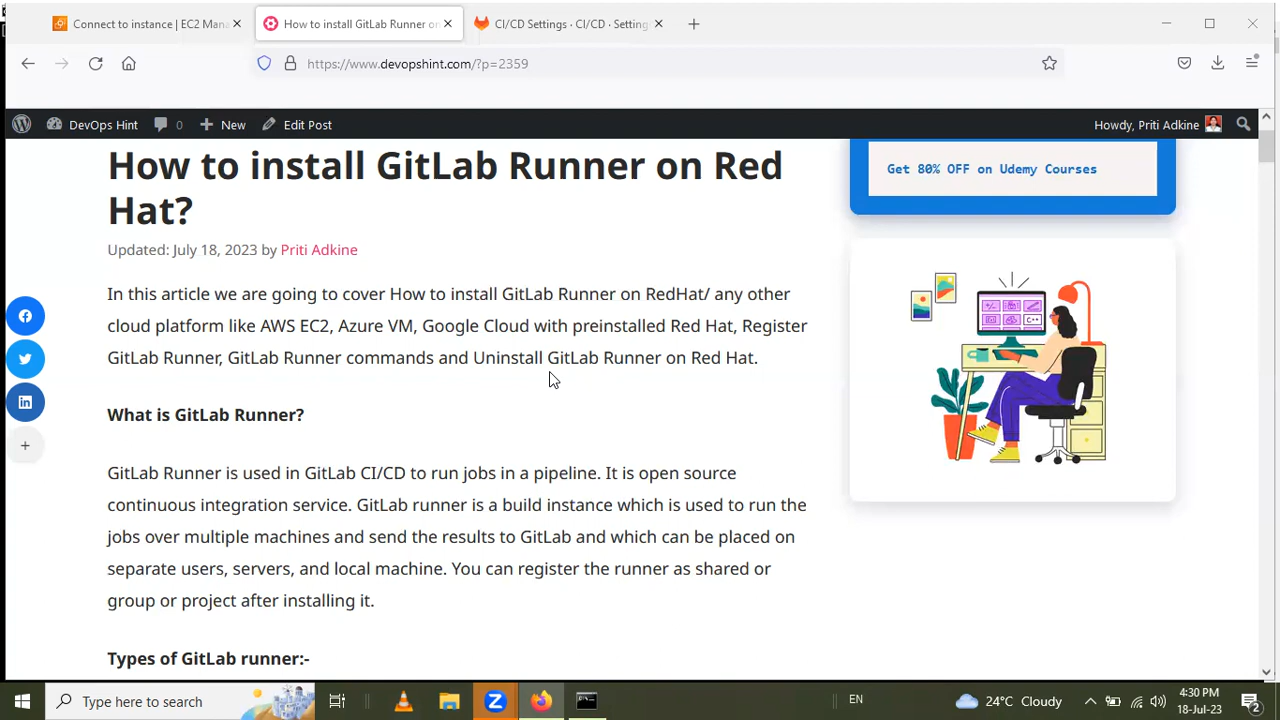 Connect to instance | EC2 Mana
How to install GitLab Runner o
CI/CD Settings · CI/CD · Setting
https://www.devopshint.com/?p=2359
DevOps Hint
0
New
Edit Post
Howdy, Priti Adkine
How to install GitLab Runner on Red
Hat?
Updated: July 18, 2023 by Priti Adkine
In this article we are going to cover How to install GitLab Runner on RedHat/ any other
cloud platform like AWS EC2, Azure VM, Google Cloud with preinstalled Red Hat, Register
GitLab Runner, GitLab Runner commands and Uninstall GitLab Runner on Red Hat.
What is GitLab Runner?
GitLab Runner is used in GitLab CI/CD to run jobs in a pipeline. It is open source
continuous integration service. GitLab runner is a build instance which is used to run the
jobs over multiple machines and send the results to GitLab and which can be placed on
separate users, servers, and local machine. You can register the runner as shared or
group or project after installing it.
Types of GitLab runner:-
Get 80% OFF on Udemy Courses
C++
Type here to search
EN
24°C Cloudy
4:30 PM
18-Jul-23
2